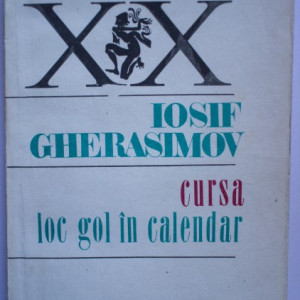 XX
IOSIF
GHERASIMOV
cursa
loc gol în calendar